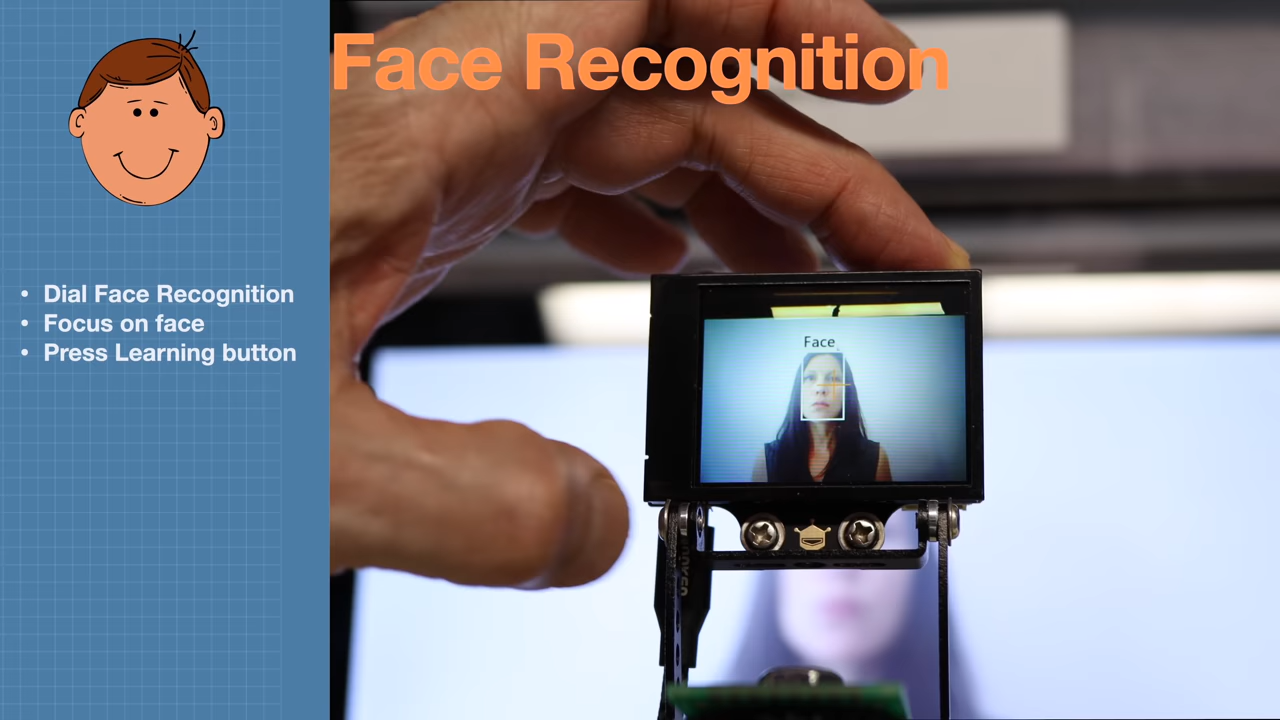 Face Recognition
• Dial Face Recognition
• Focus on face
• Press Learning button
Face